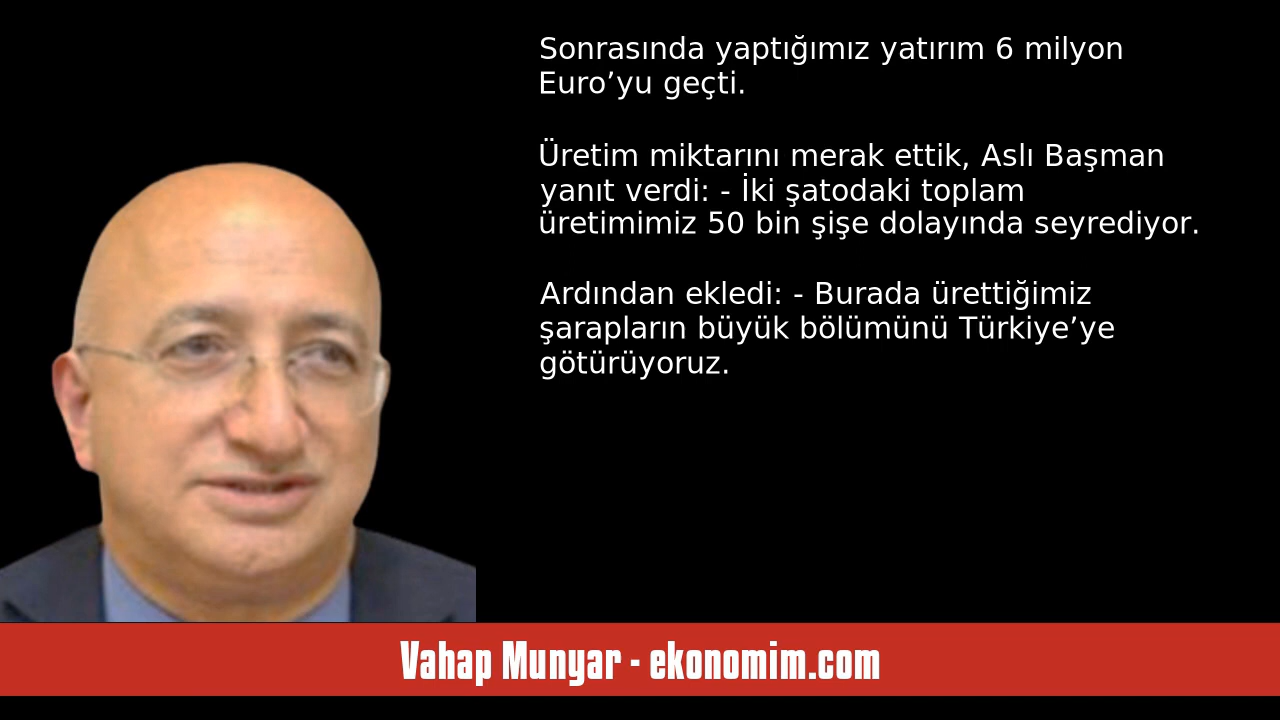 Sonrasında yaptığımız yatırım 6 milyon
Euro’yu geçti.
Üretim miktarını merak ettik, Aslı Başman
yanıt verdi: - İki şatodaki toplam
üretimimiz 50 bin şişe dolayında seyrediyor.
Ardından ekledi: - Burada ürettiğimiz
şarapların büyük bölümünü Türkiye’ye
götürüyoruz.
Vahap Munyar - ekonomim.com